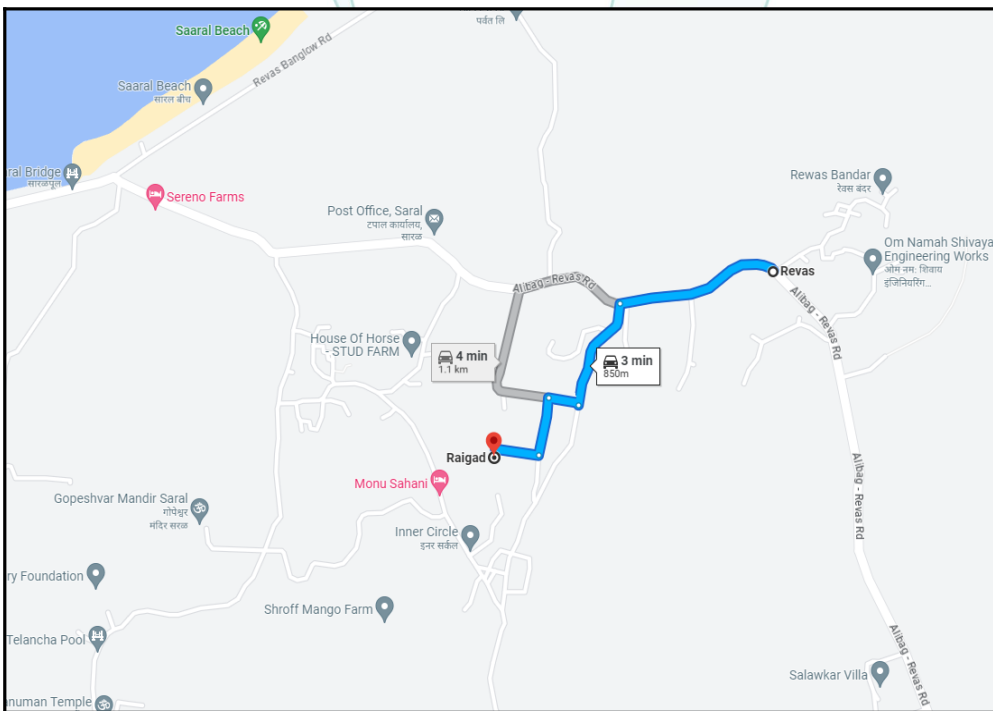 पर्वत लि
Saaral Beach
Revas Banglow Rd
Saaral Beach
सारल बीच
ral Bridge
सारळपूल
Sereno Farms
Rewas Bandar
रेवस बंदर
Post Office, Saral
टपाल कार्यालय,
सारळ
Om Namah Shivaya
Engineering Works
ओम नम: शिवाय
इंजिनियरिंग...
Revas
Alibag - Revas Rd
Alibag - Revas Rd
House Of Horse
- STUD FARM
4 min
1.1 km
3 min
850m
Raigad
Alibag - Revas Rd
Monu Sahani
Gopeshvar Mandir Saral
गोपेश्वर
मंदिर सरळ
Inner Circle
इनर सर्कल
ry Foundation
Shroff Mango Farm
Telancha Pool
Alibag - Revas Rd
Salawkar Villa
anuman Temple